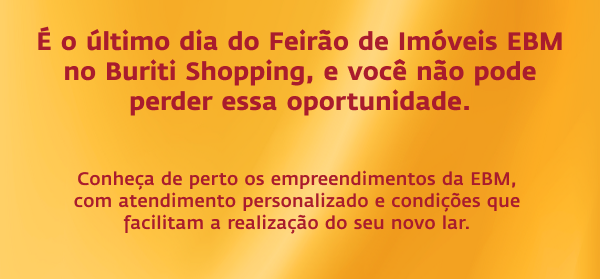 É o último dia do Feirão de Imóveis EBM
no Buriti Shopping, e você não pode
perder essa oportunidade.
Conheça de perto os empreendimentos da EBM,
com atendimento personalizado e condições que
facilitam a realização do seu novo lar.